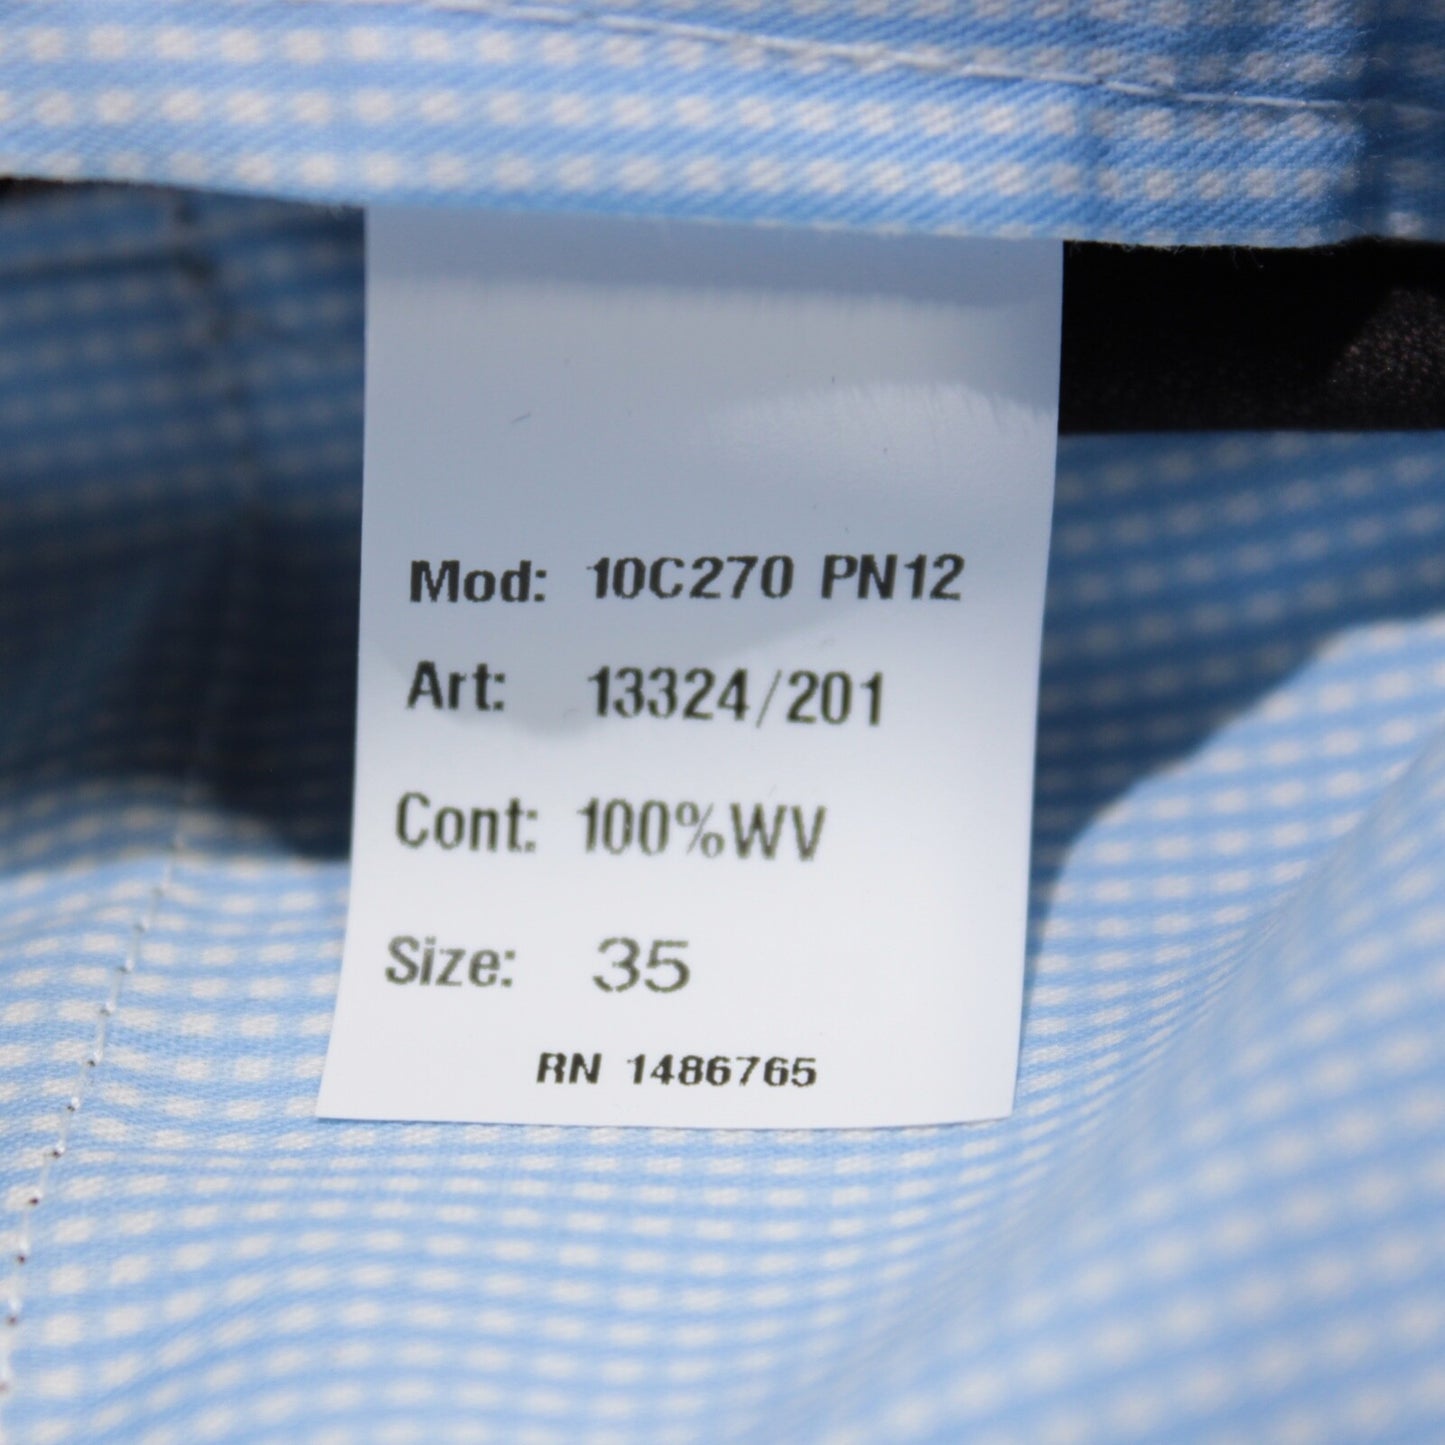 Mod: 10C270 PN12
Art: 13324/201
Cont: 100%WV
Size: 35
RN 1486765